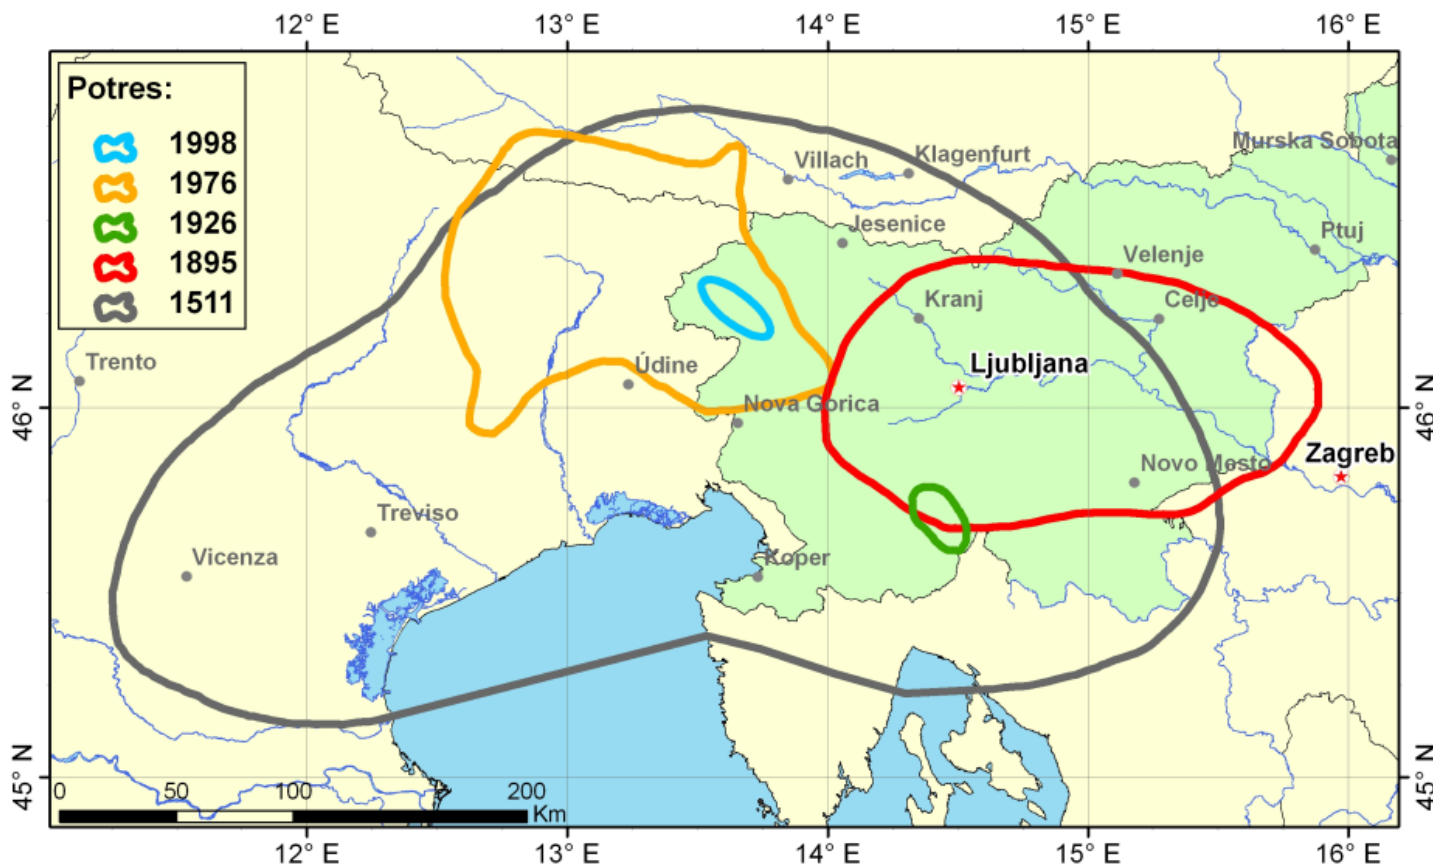 12° E 13° E 14° E 15° E 16° E
Potres:
1998
1976
1926
1895
1511
Murska Sobota
Villach
Klagenfurt
Jesenice
Ptuj
Velenje
Kranj
Celje
Trento
Údine
Ljubljana
46° N
46° N
Nova Gorica
Novo Mesto
Zagreb
Treviso
Vicenza
Koper
45° N
45° N
0 50 100 200
Km
12° E 13° E 14° E 15° E 16° E